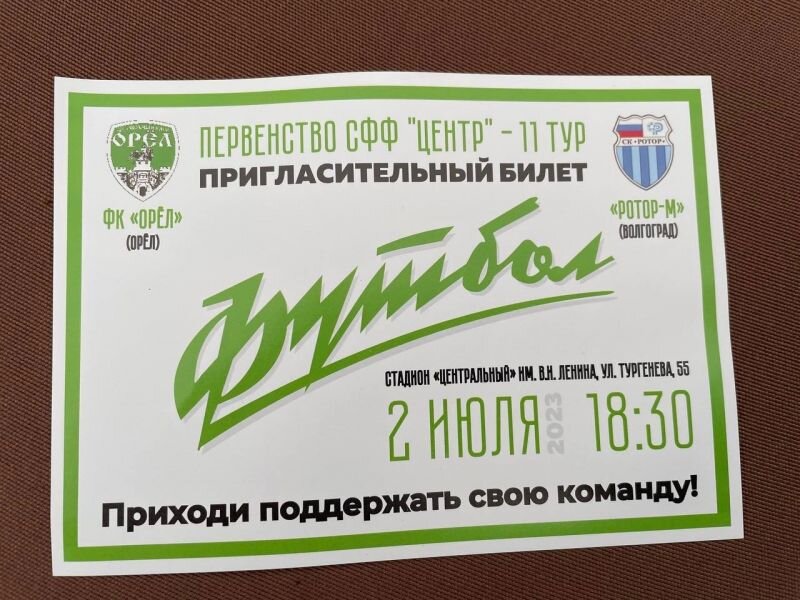 ПЕРВЕНСТВО СФФ "ЦЕНТР" - 11 ТУР
ПРИГЛАСИТЕЛЬНЫЙ БИЛЕТ
ОРЁЛ
ФК «ОРЁЛ»
(ОРЁЛ)
СК • РОТОР •
«РОТОР-М»
(ВОЛГОГРАД)
футбол
СТАДИОН «ЦЕНТРАЛЬНЫЙ» ИМ. В.И. ЛЕНИНА, УЛ. ТУРГЕНЕВА, 55
2 ИЮЛЯ 2023 18:30
Приходи поддержать свою команду!